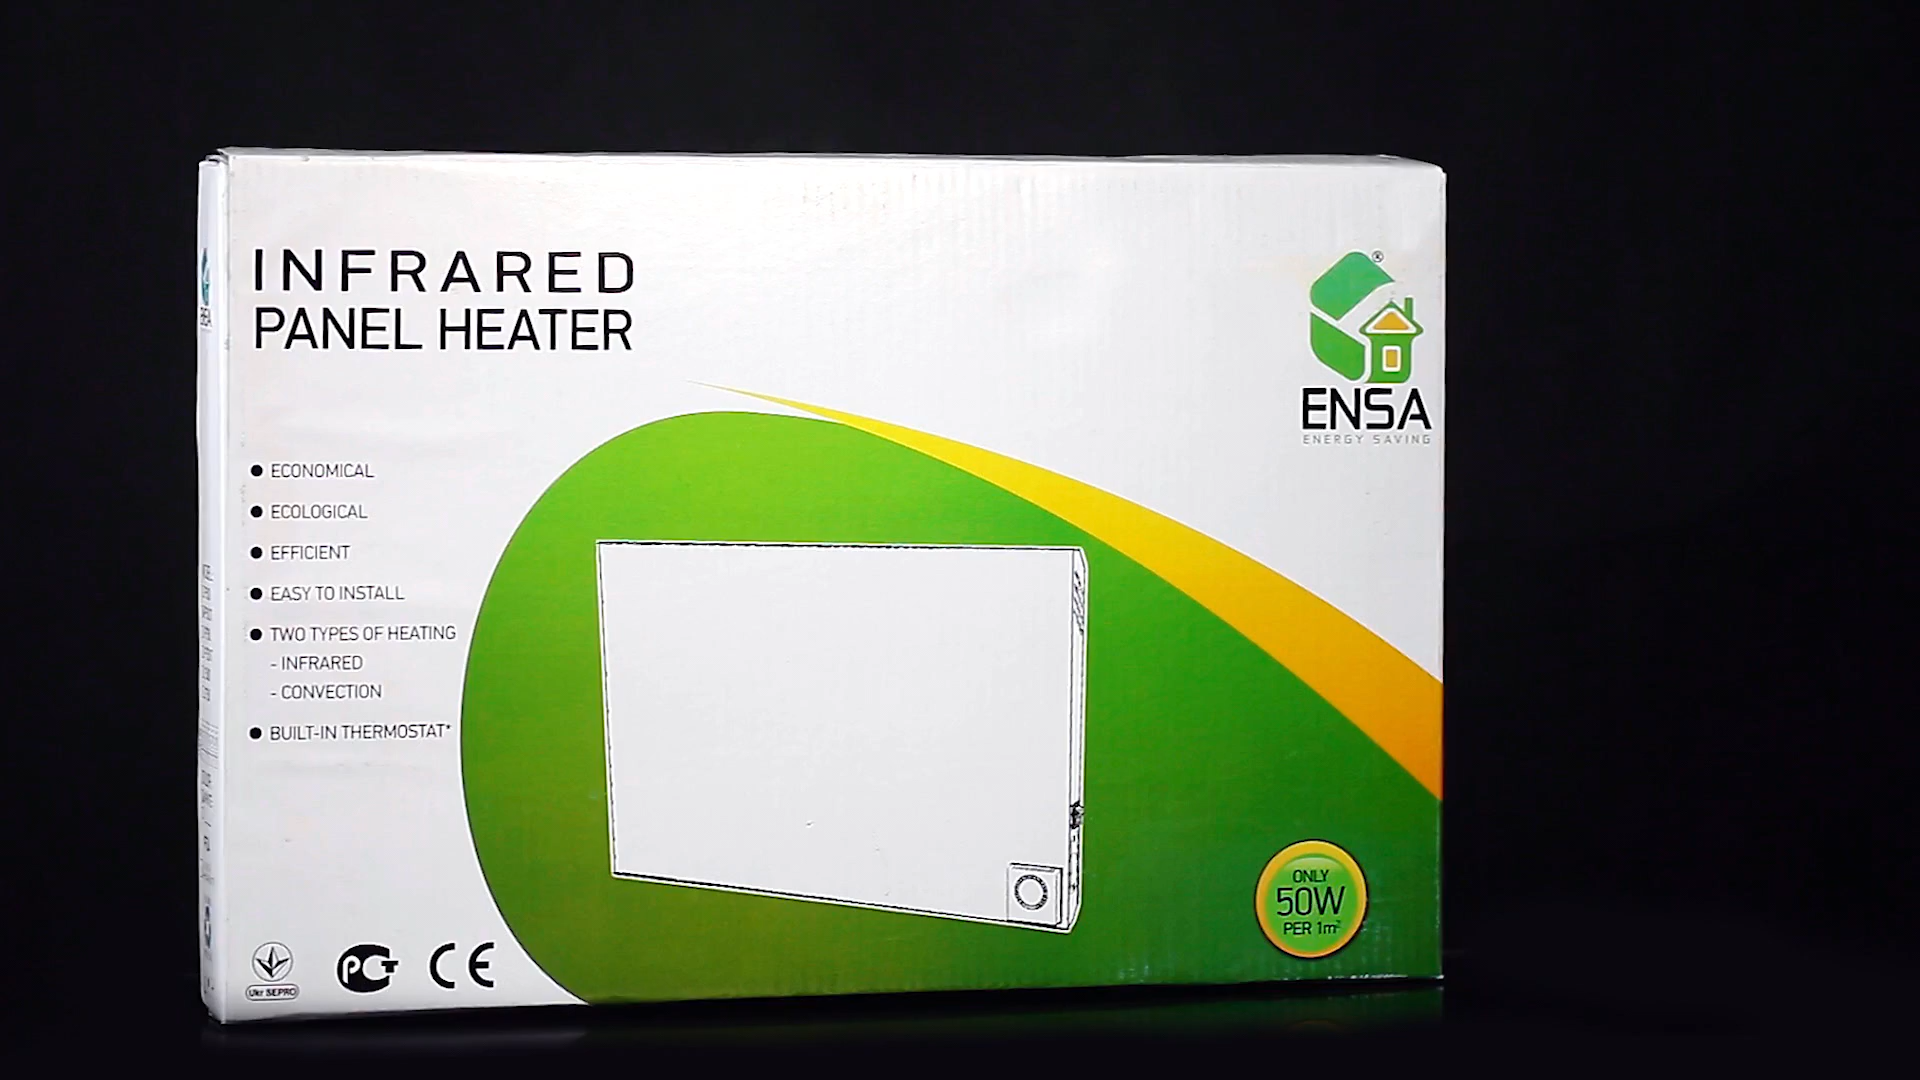 INFRARED
PANEL HEATER
®
ENSA
ENERGY SAVING
● ECONOMICAL
● ECOLOGICAL
● EFFICIENT
● EASY TO INSTALL
● TWO TYPES OF HEATING
- INFRARED
- CONVECTION
● BUILT-IN THERMOSTAT*
ONLY
50W
PER 1m²
Ukr SEPRO
РСТ
CE